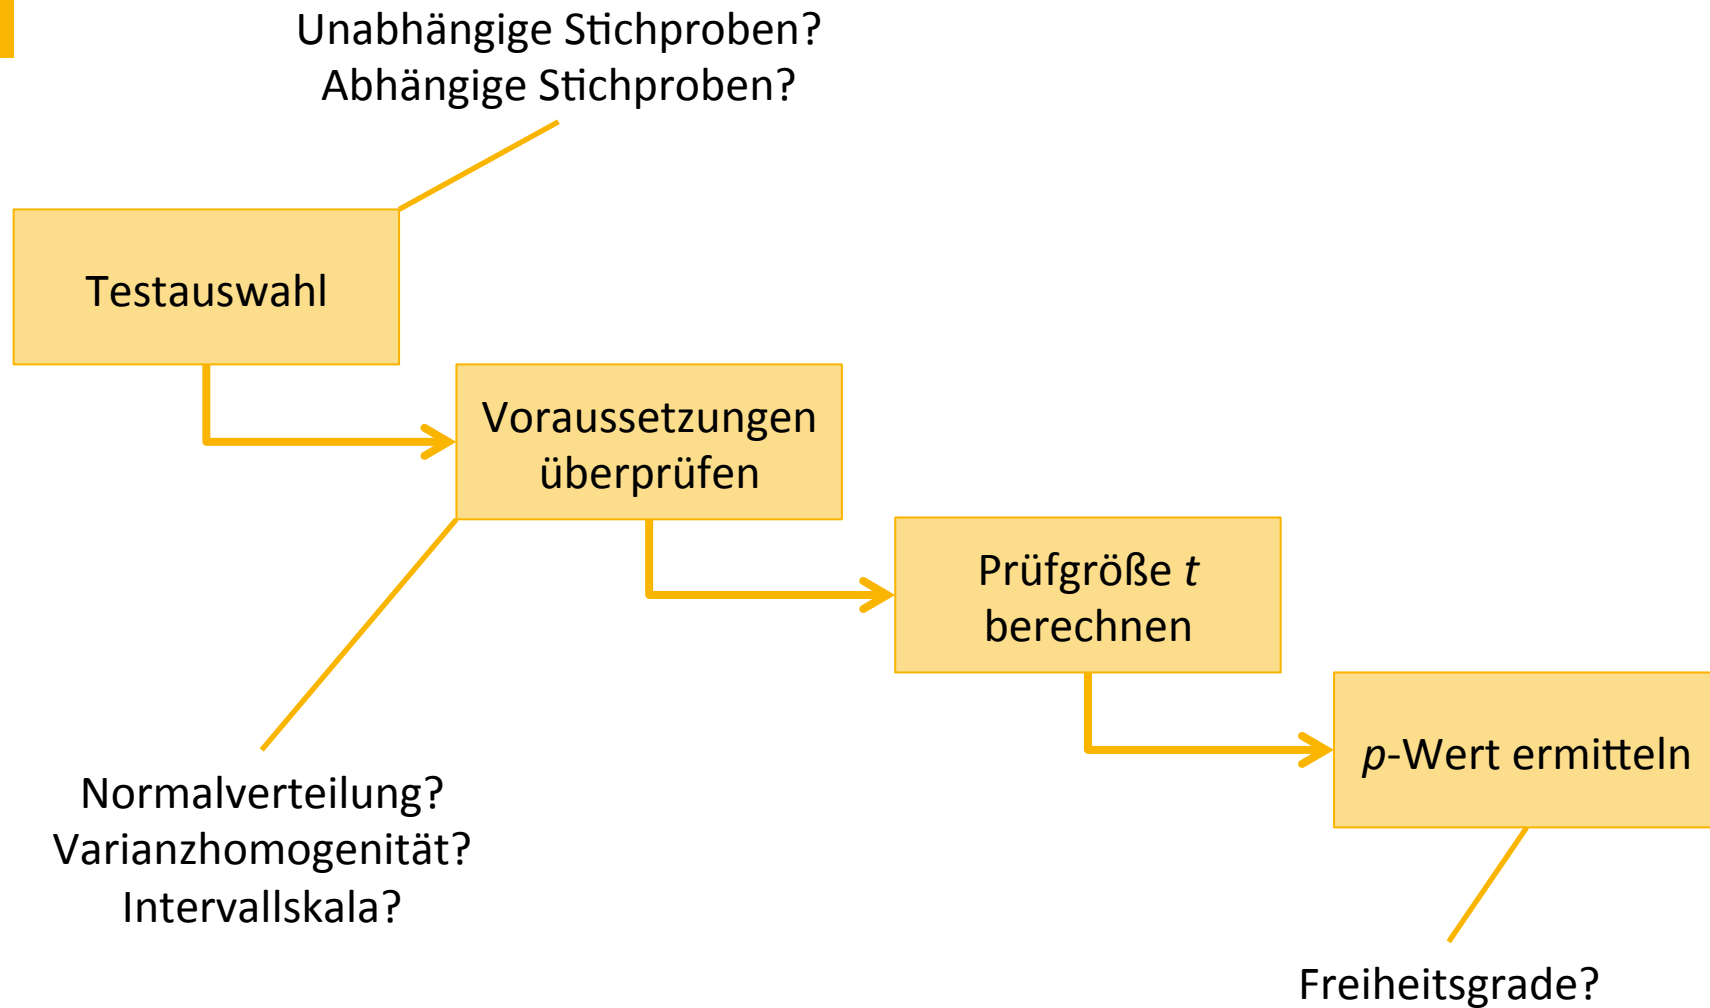 Unabhängige Stichproben?
Abhängige Stichproben?
Testauswahl
Voraussetzungen
überprüfen
Prüfgröße t
berechnen
p-Wert ermitteln
Normalverteilung?
Varianzhomogenität?
Intervallskala?
Freiheitsgrade?